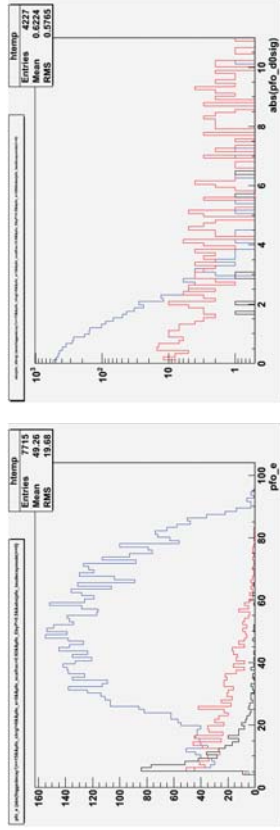 htemp
Entries 7715
Mean 49.26
RMS 19.68
160
140
120
100
80
60
40
20
0
0 20 40 60 80 100
pfo_e
htemp
Entries 4227
Mean 0.6224
RMS 0.5765
10³
10²
10
1
0 2 4 6 8 10
abs(pfo_d0sig)